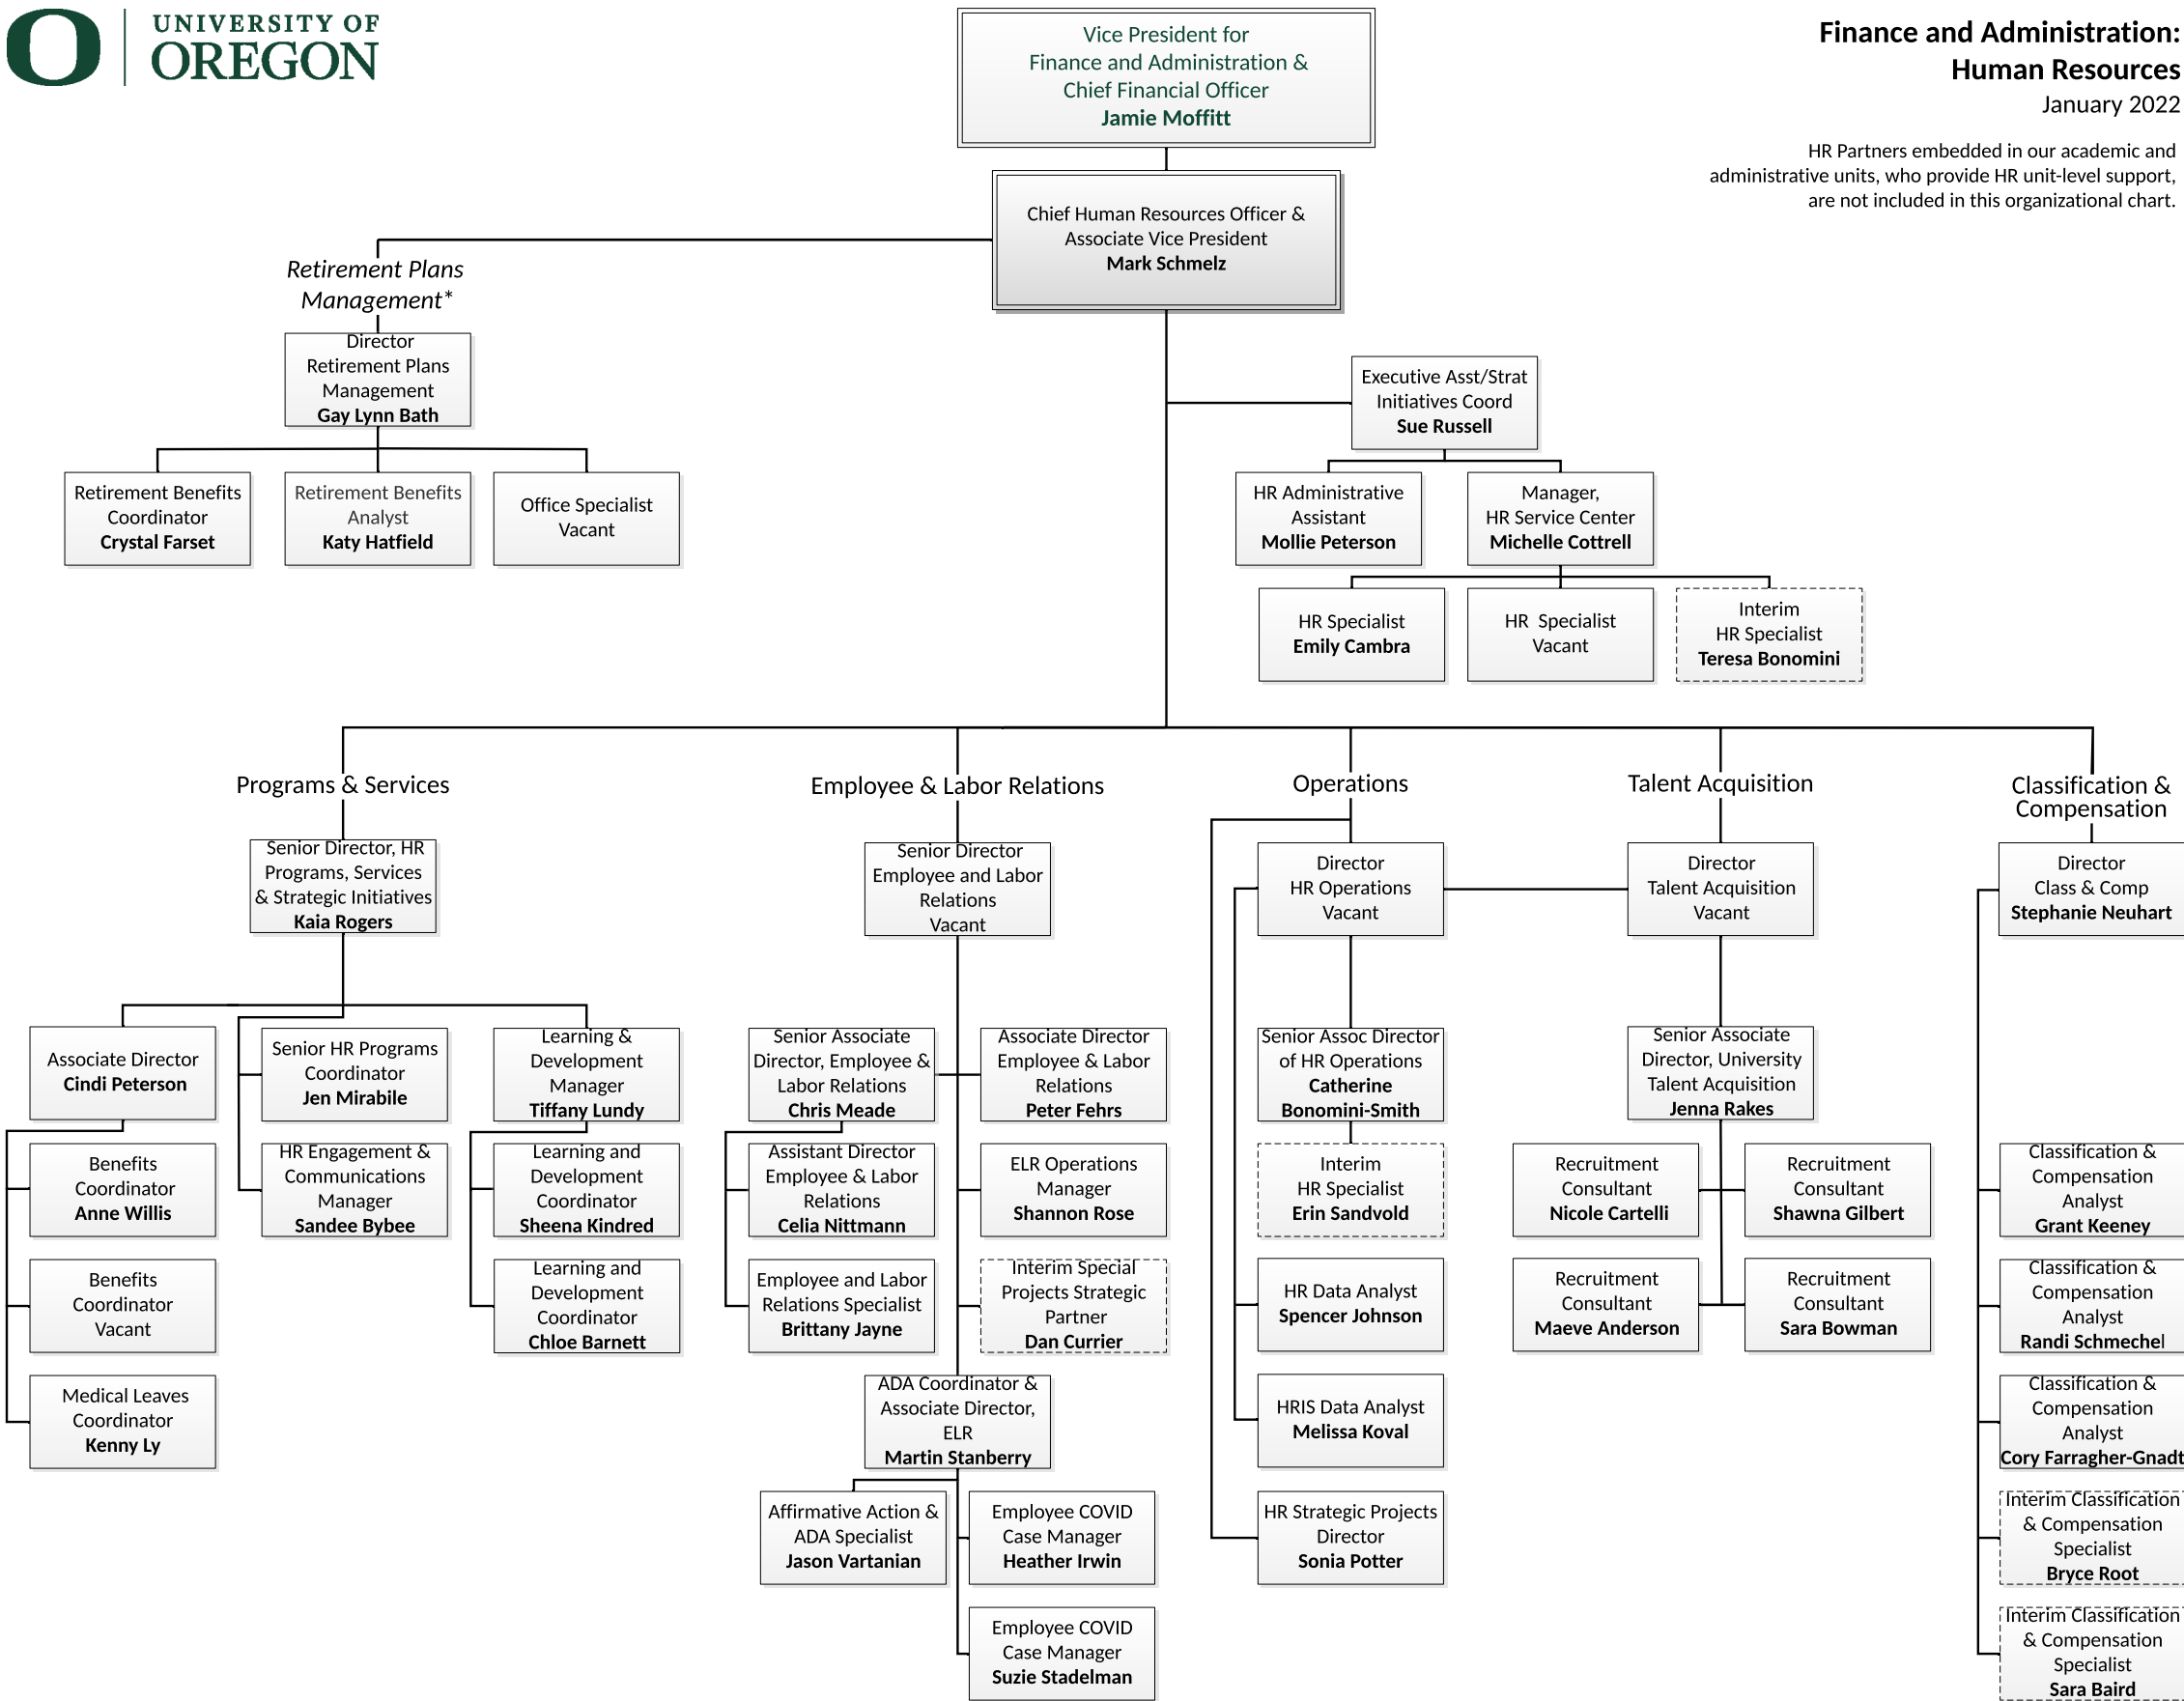 UNIVERSITY OF
OREGON
Vice President for
Finance and Administration &
Chief Financial Officer
Jamie Moffitt
Finance and Administration:
Human Resources
January 2022
HR Partners embedded in our academic and
administrative units, who provide HR unit-level support,
are not included in this organizational chart.
Chief Human Resources Officer &
Associate Vice President
Mark Schmelz
Retirement Plans
Management*
Director
Retirement Plans
Management
Gay Lynn Bath
Retirement Benefits
Coordinator
Crystal Farset
Retirement Benefits
Analyst
Katy Hatfield
Office Specialist
Vacant
Executive Asst/Strat
Initiatives Coord
Sue Russell
HR Administrative
Assistant
Mollie Peterson
Manager,
HR Service Center
Michelle Cottrell
HR Specialist
Emily Cambra
HR Specialist
Vacant
Interim
HR Specialist
Teresa Bonomini
Programs & Services
Senior Director, HR
Programs, Services
& Strategic Initiatives
Kaia Rogers
Associate Director
Cindi Peterson
Benefits
Coordinator
Anne Willis
Benefits
Coordinator
Vacant
Medical Leaves
Coordinator
Kenny Ly
Senior HR Programs
Coordinator
Jen Mirabile
HR Engagement &
Communications
Manager
Sandee Bybee
Learning &
Development
Manager
Tiffany Lundy
Learning and
Development
Coordinator
Sheena Kindred
Learning and
Development
Coordinator
Chloe Barnett
Employee & Labor Relations
Senior Director
Employee and Labor
Relations
Vacant
Senior Associate
Director, Employee &
Labor Relations
Chris Meade
Assistant Director
Employee & Labor
Relations
Celia Nittmann
Employee and Labor
Relations Specialist
Brittany Jayne
Associate Director
Employee & Labor
Relations
Peter Fehrs
ELR Operations
Manager
Shannon Rose
Interim Special
Projects Strategic
Partner
Dan Currier
ADA Coordinator &
Associate Director,
ELR
Martin Stanberry
Affirmative Action &
ADA Specialist
Jason Vartanian
Employee COVID
Case Manager
Heather Irwin
Employee COVID
Case Manager
Suzie Stadelman
Operations
Director
HR Operations
Vacant
Senior Assoc Director
of HR Operations
Catherine
Bonomini-Smith
Interim
HR Specialist
Erin Sandvold
HR Data Analyst
Spencer Johnson
HRIS Data Analyst
Melissa Koval
HR Strategic Projects
Director
Sonia Potter
Talent Acquisition
Director
Talent Acquisition
Vacant
Senior Associate
Director, University
Talent Acquisition
Jenna Rakes
Recruitment
Consultant
Nicole Cartelli
Recruitment
Consultant
Shawna Gilbert
Recruitment
Consultant
Maeve Anderson
Recruitment
Consultant
Sara Bowman
Classification &
Compensation
Director
Class & Comp
Stephanie Neuhart
Classification &
Compensation
Analyst
Grant Keeney
Classification &
Compensation
Analyst
Randi Schmechel
Classification &
Compensation
Analyst
Cory Farragher-Gnadt
Interim Classification
& Compensation
Specialist
Bryce Root
Interim Classification
& Compensation
Specialist
Sara Baird